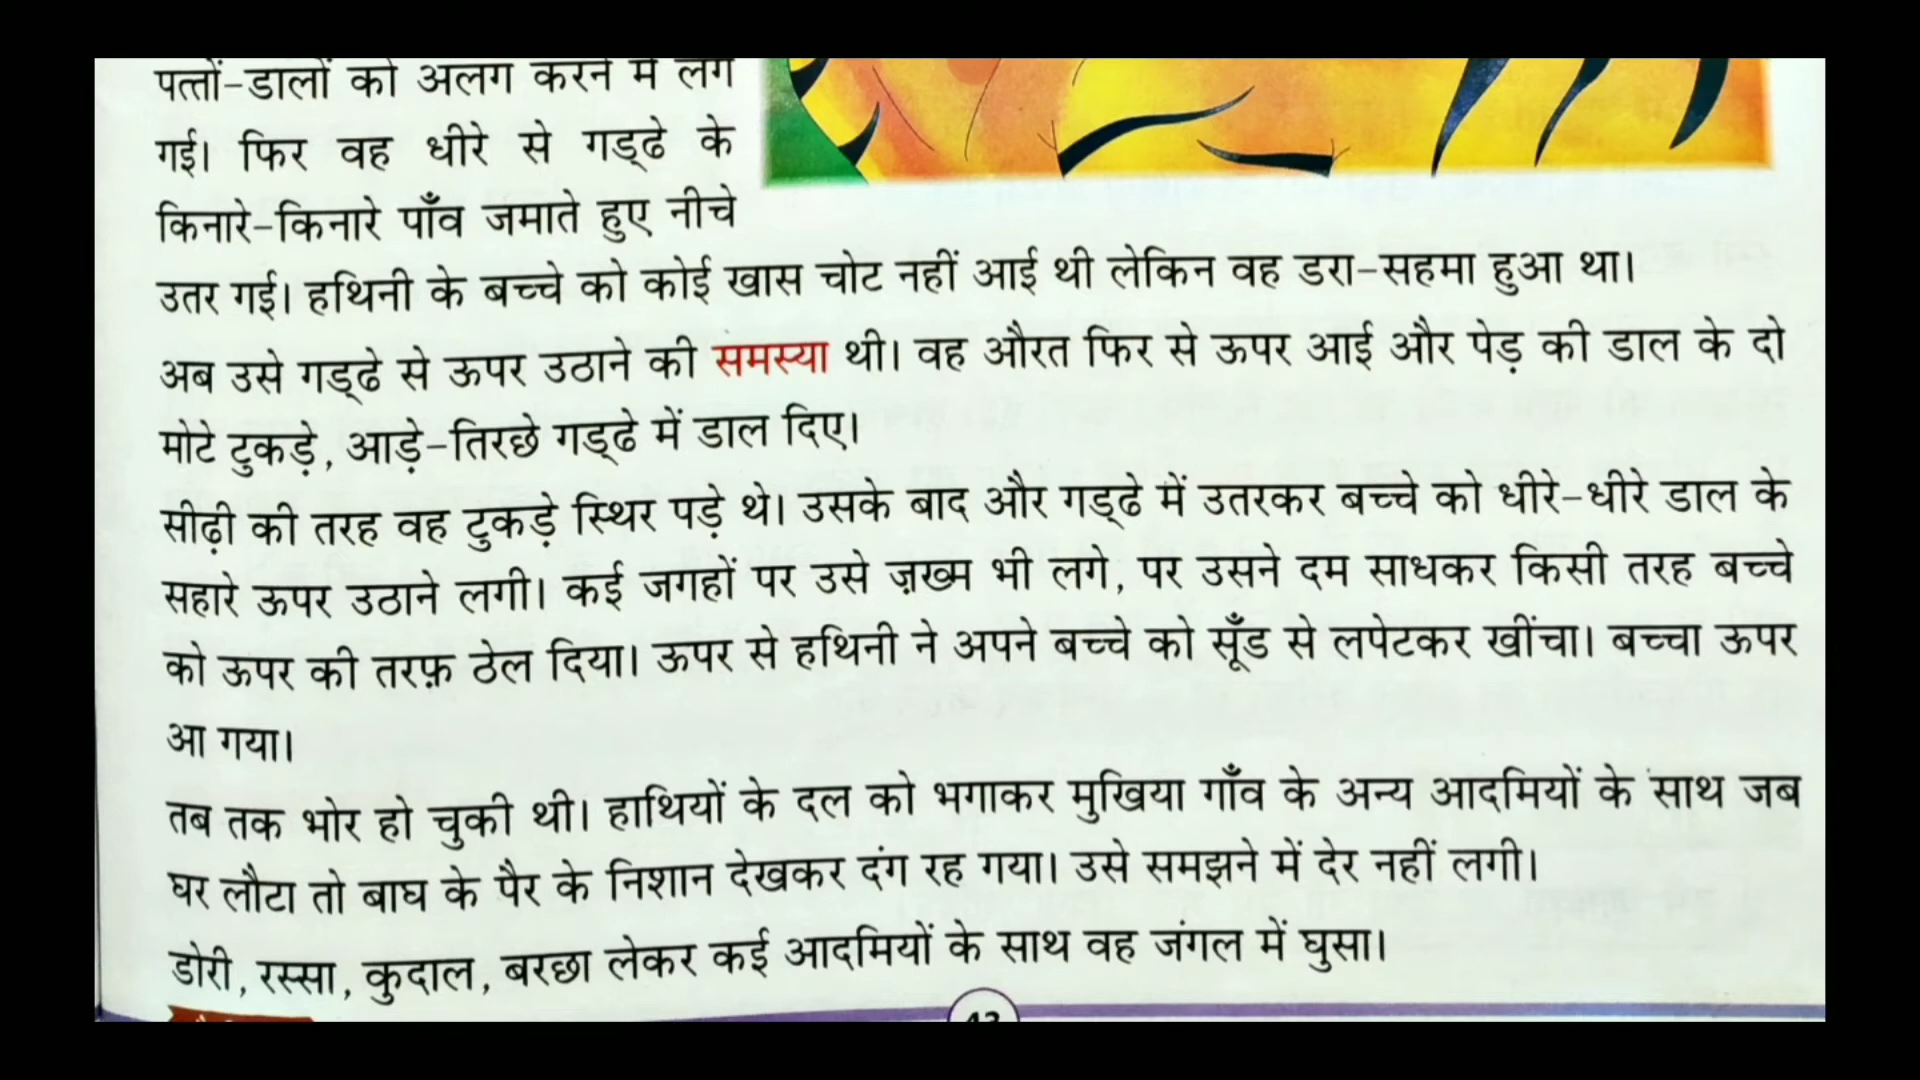 पत्तों-डालों को अलग करने में लग
गई। फिर वह धीरे से गड्ढे के
किनारे-किनारे पाँव जमाते हुए नीचे
उतर गई। हथिनी के बच्चे को कोई खास चोट नहीं आई थी लेकिन वह डरा-सहमा हुआ था।
अब उसे गड्ढे से ऊपर उठाने की समस्या थी। वह औरत फिर से ऊपर आई और पेड़ की डाल के दो
मोटे टुकड़े, आड़े-तिरछे गड्ढे में डाल दिए।
सीढ़ी की तरह वह टुकड़े स्थिर पड़े थे। उसके बाद और गड्ढे में उतरकर बच्चे को धीरे-धीरे डाल के
सहारे ऊपर उठाने लगी। कई जगहों पर उसे ज़ख्म भी लगे, पर उसने दम साधकर किसी तरह बच्चे
को ऊपर की तरफ़ ठेल दिया। ऊपर से हथिनी ने अपने बच्चे को सूँड से लपेटकर खींचा। बच्चा ऊपर
आ गया।
तब तक भोर हो चुकी थी। हाथियों के दल को भगाकर मुखिया गाँव के अन्य आदमियों के साथ जब
घर लौटा तो बाघ के पैर के निशान देखकर दंग रह गया। उसे समझने में देर नहीं लगी।
डोरी, रस्सा, कुदाल, बरछा लेकर कई आदमियों के साथ वह जंगल में घुसा।